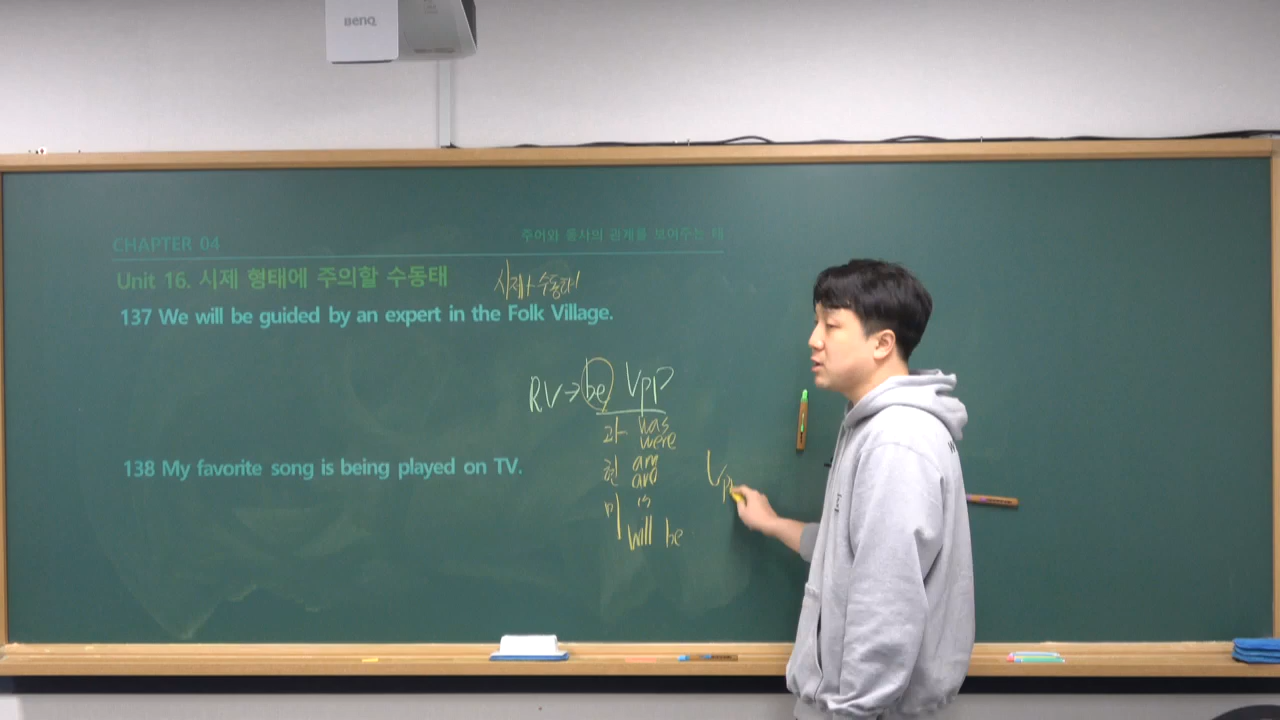 BenQ
CHAPTER 04
주어와 동사의 관계를 보여주는 태
Unit 16. 시제 형태에 주의할 수동태
시제+수동태
137 We will be guided by an expert in the Folk Village.
RV→be Vpp
과 was
were
138 My favorite song is being played on TV.
현 am
are
is
미
will be
Vp